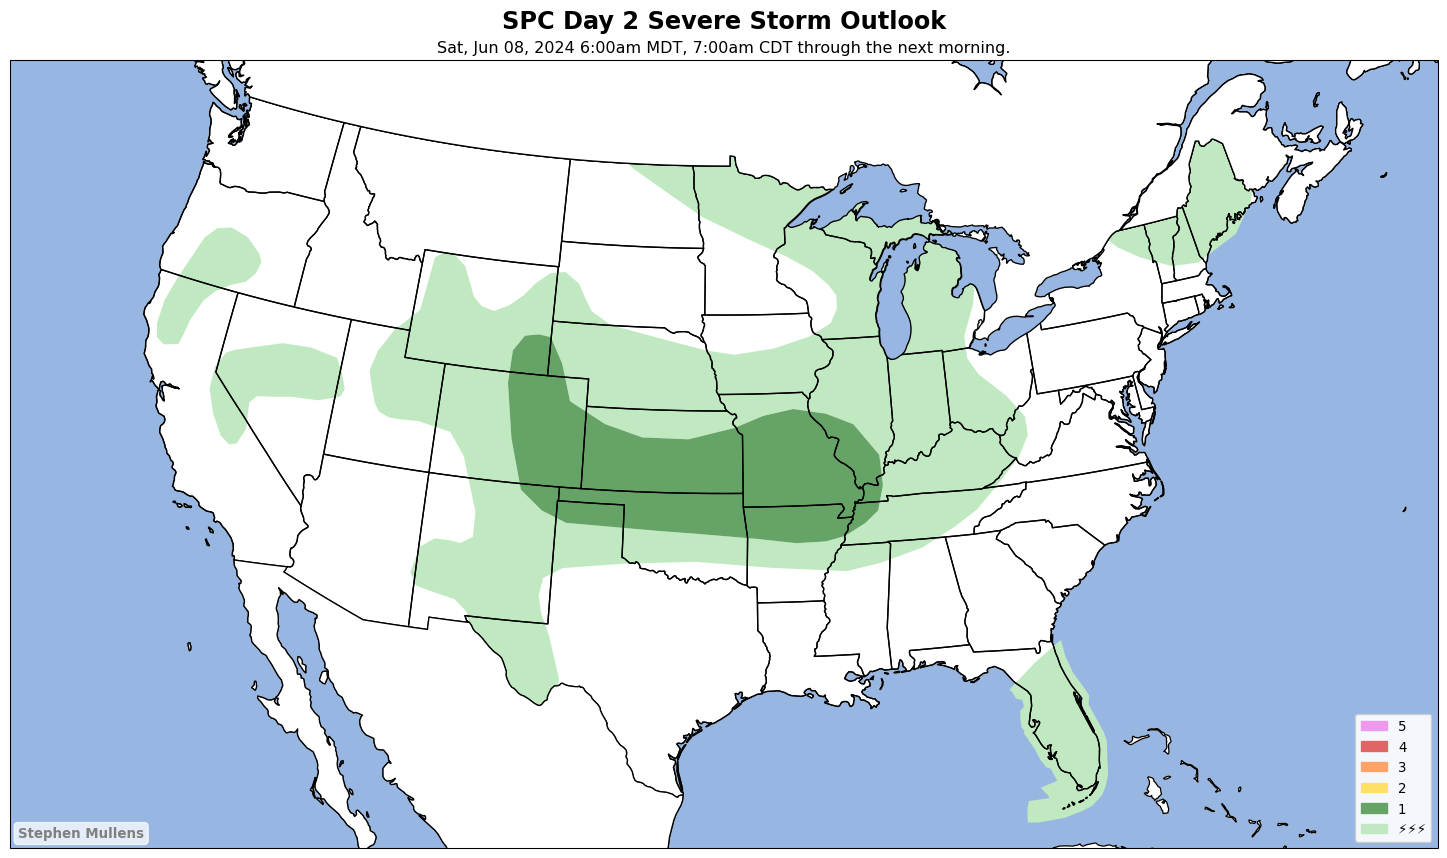 SPC Day 2 Severe Storm Outlook
Sat, Jun 08, 2024 6:00am MDT, 7:00am CDT through the next morning.
5
4
3
2
1
⚡⚡⚡
Stephen Mullens